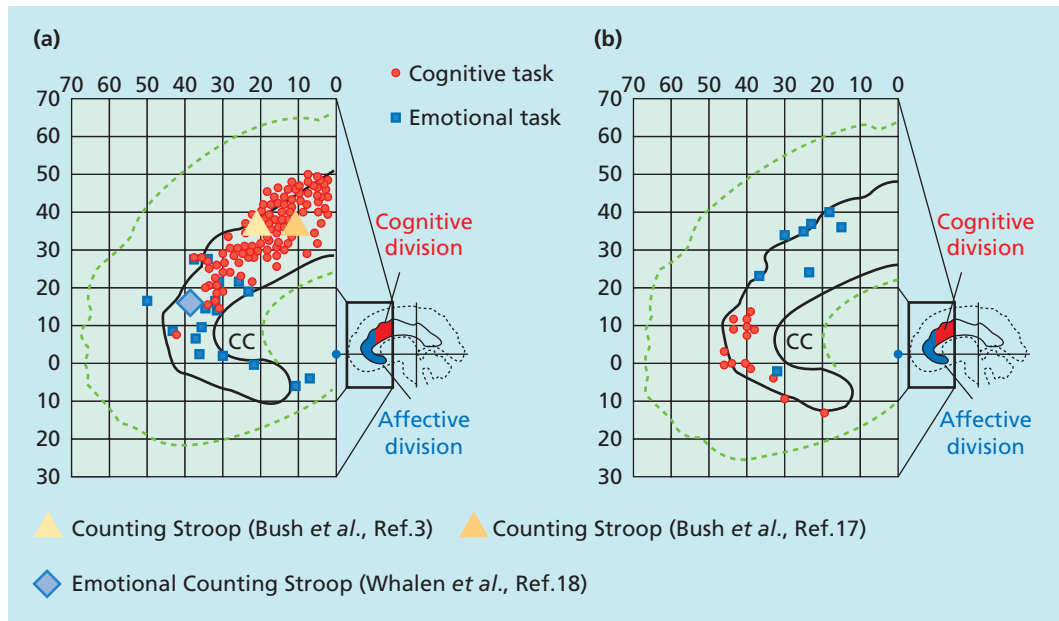 (a)
70 60 50 40 30 20 10 0
70
60
50
40
30
20
10
0
10
20
30
CC
Cognitive task
Emotional task
Cognitive
division
Affective
division
(b)
70 60 50 40 30 20 10 0
70
60
50
40
30
20
10
0
10
20
30
CC
Cognitive
division
Affective
division
Counting Stroop (Bush et al., Ref.3) Counting Stroop (Bush et al., Ref.17)
Emotional Counting Stroop (Whalen et al., Ref.18)